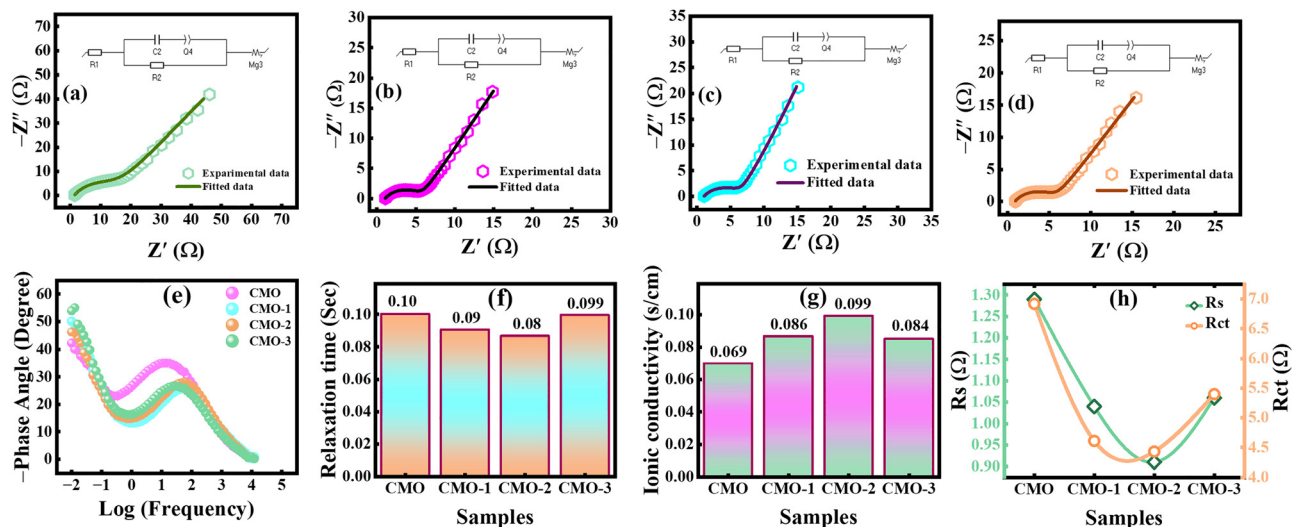 (a)
−Z″ (Ω)
70
60
50
40
30
20
10
0
0 10 20 30 40 50 60 70
Z′ (Ω)
R1
C2
Q4
R2
Mg3
Exparimental data
Fitted data
(b)
−Z″ (Ω)
30
25
20
15
10
5
0
0 5 10 15 20 25 30
Z′ (Ω)
R1
C2
Q4
R2
Mg3
Experimental data
Fitted data
(c)
−Z″ (Ω)
35
30
25
20
15
10
5
0
0 5 10 15 20 25 30 35
Z′ (Ω)
R1
C2
Q4
R2
Mg3
Experimental data
Fitted data
(d)
−Z″ (Ω)
25
20
15
10
5
0
0 5 10 15 20 25
Z′ (Ω)
R1
C2
Q4
R2
Mg3
Experimental data
Fitted data
(e)
−Phase Angle (Degree)
60
50
40
30
20
10
0
−2 −1 0 1 2 3 4 5
Log (Frequency)
CMO
CMO-1
CMO-2
CMO-3
(f)
Relaxation time (Sec)
0.10
0.08
0.06
0.04
0.02
0.00
0.10
0.09
0.08
0.099
CMO CMO-1 CMO-2 CMO-3
Samples
(g)
Ionic conductivity (s/cm)
0.10
0.08
0.06
0.04
0.02
0.00
0.069
0.086
0.099
0.084
CMO CMO-1 CMO-2 CMO-3
Samples
(h)
Rs (Ω)
1.30
1.25
1.20
1.15
1.10
1.05
1.00
0.95
0.90
Rs
Rct
7.0
6.5
6.0
5.5
5.0
4.5
4.0
Rct (Ω)
CMO CMO-1 CMO-2 CMO-3
Samples